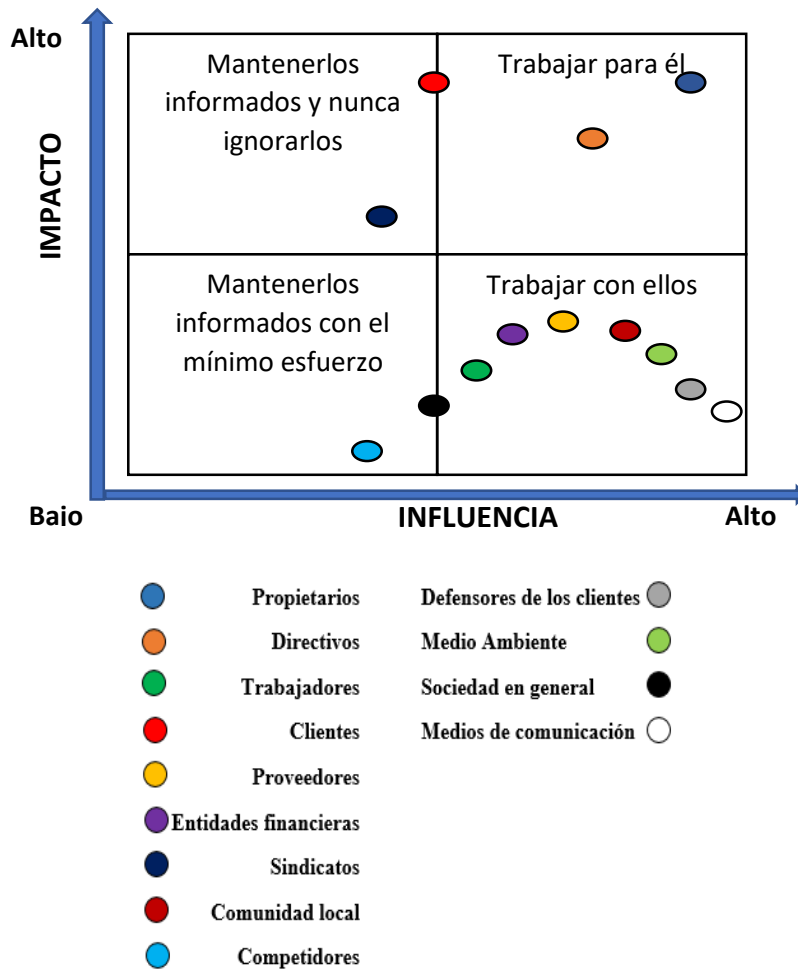 Alto
Mantenerlos
informados y nunca
ignorarlos
Trabajar para él
IMPACTO
Mantenerlos
informados con el
mínimo esfuerzo
Trabajar con ellos
Bajo
INFLUENCIA
Alto
Propietarios
Directivos
Trabajadores
Clientes
Proveedores
Entidades financieras
Sindicatos
Comunidad local
Competidores
Defensores de los clientes
Medio Ambiente
Sociedad en general
Medios de comunicación